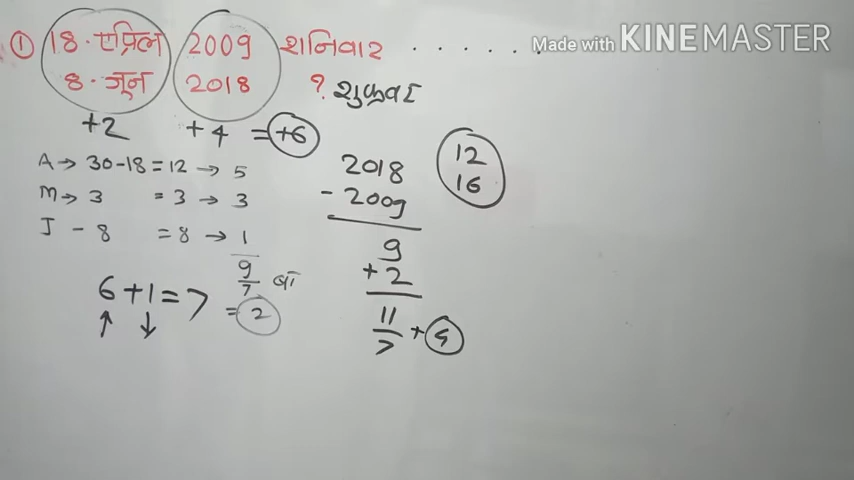 ① 18. एप्रिल 2009 शनिवार . . . . . . .
Made with KINEMASTER
8. जून 2018 ? शुक्रवार
+2 +4 = +6
A → 30-18 = 12 → 5
M → 3 = 3 → 3
J - 8 = 8 → 1
9/7 बा
= 2
6 + 1 = 7
↑ ↓
2018
- 2009
9
+ 2
11/7 +4
12
16